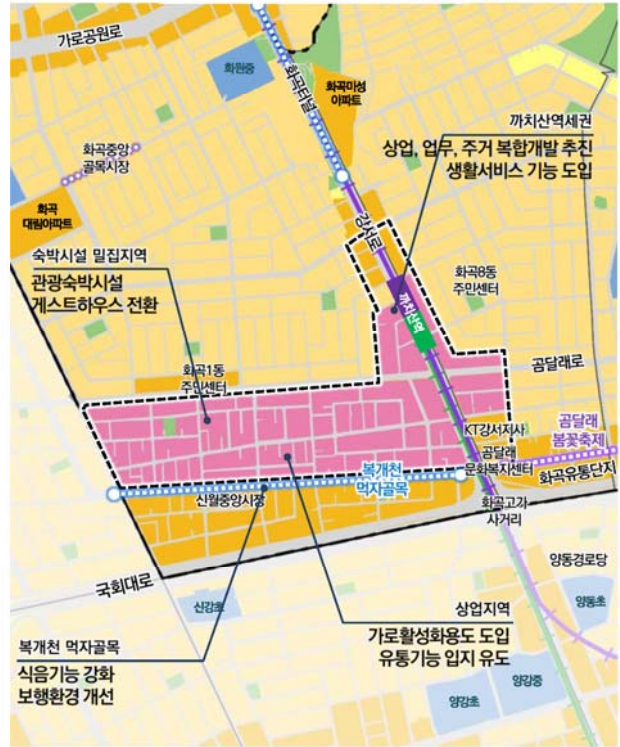 가로공원로
화원중
화곡터널
화곡미성
아파트
까치산역세권
상업, 업무, 주거 복합개발 추진
생활서비스 기능 도입
화곡중앙
골목시장
화곡
대림아파트
강서로
숙박시설 밀집지역
관광숙박시설
게스트하우스 전환
화곡8동
주민센터
까치산역
화곡1동
주민센터
곰달래로
KT강서지사
곰달래
봄꽃축제
곰달래
문화복지센터
복개천
먹자골목
화곡유통단지
신월중앙시장
화곡고가
사거리
국회대로
신강초
양동경로당
양동초
상업지역
가로활성화용도 도입
유통기능 입지 유도
복개천 먹자골목
식음기능 강화
보행환경 개선
양강중
양강초